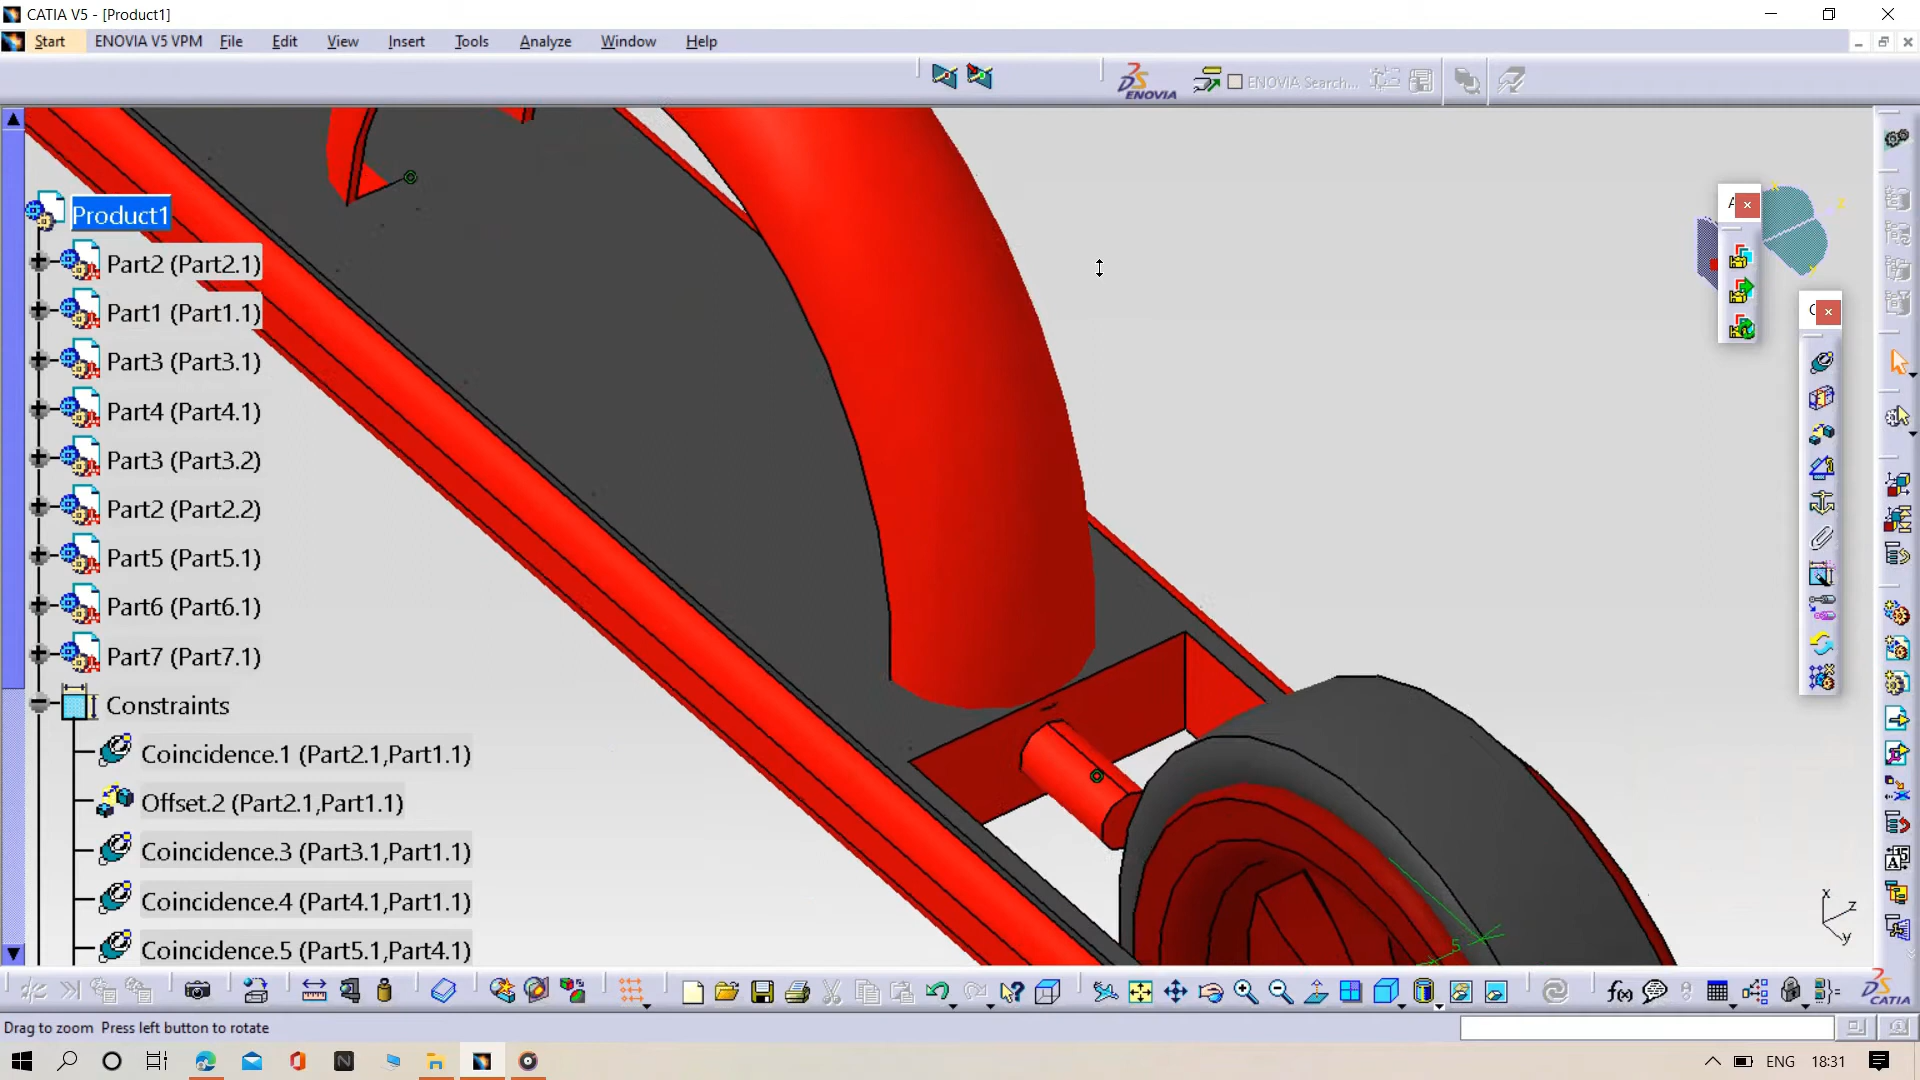 CATIA V5 - [Product1]
Start ENOVIA V5 VPM File Edit View Insert Tools Analyze Window Help
DS ENOVIA
ENOVIA Search...
Product1
Part2 (Part2.1)
Part1 (Part1.1)
Part3 (Part3.1)
Part4 (Part4.1)
Part3 (Part3.2)
Part2 (Part2.2)
Part5 (Part5.1)
Part6 (Part6.1)
Part7 (Part7.1)
Constraints
Coincidence.1 (Part2.1,Part1.1)
Offset.2 (Part2.1,Part1.1)
Coincidence.3 (Part3.1,Part1.1)
Coincidence.4 (Part4.1,Part1.1)
Coincidence.5 (Part5.1,Part4.1)
5
x
z
y
f(x)
DS CATIA
Drag to zoom Press left button to rotate
ENG 18:31